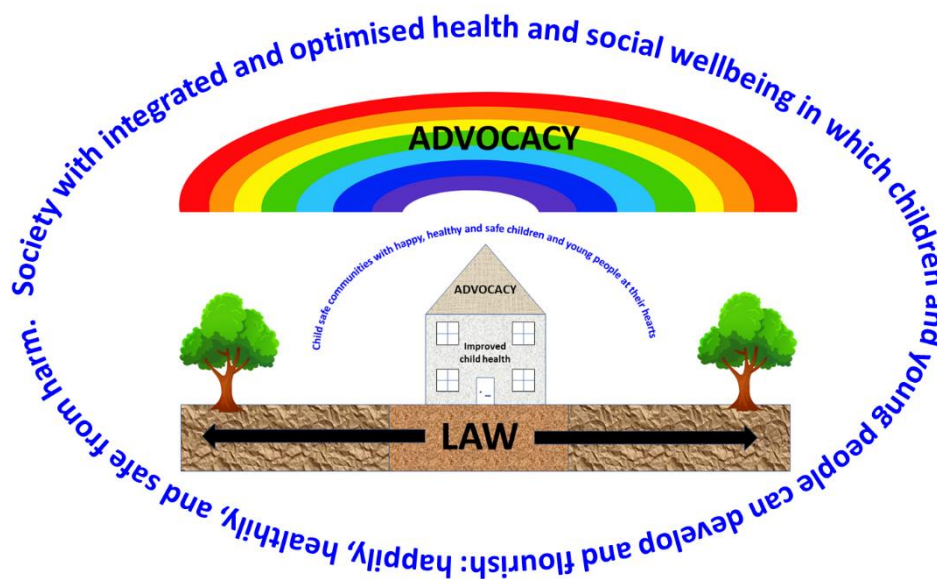 Society with integrated and optimised health and social wellbeing in which children and young people can develop and flourish: happily, healthily, and safe from harm.
ADVOCACY
Child safe communities with happy, healthy and safe children and young people at their hearts
ADVOCACY
Improved
child health
LAW